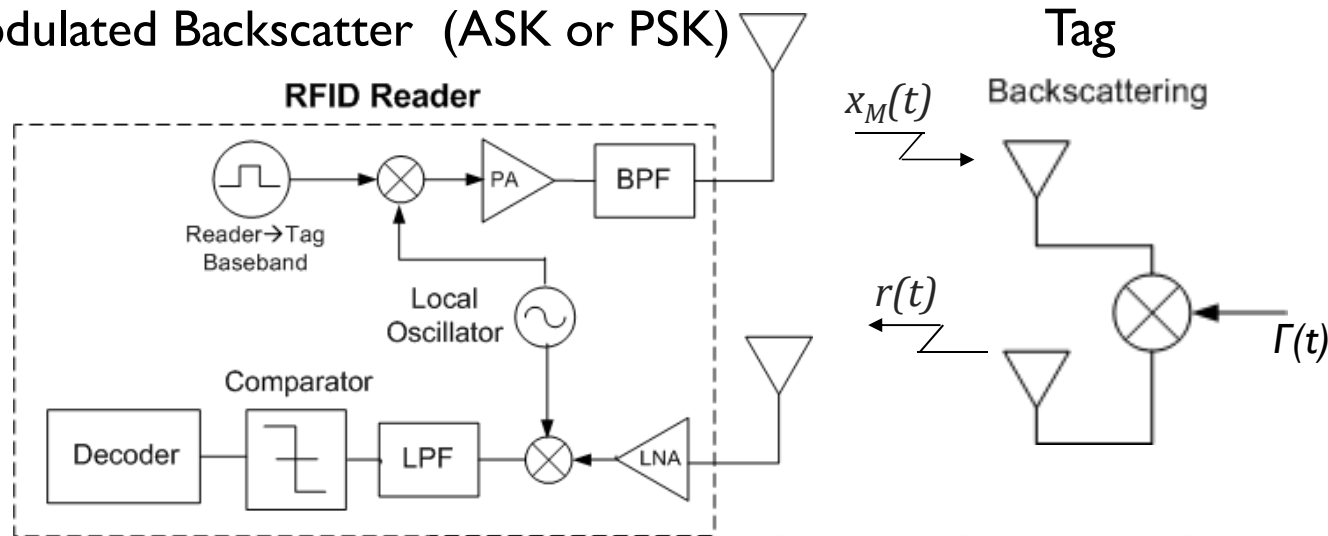 odulated Backscatter (ASK or PSK)
Tag
RFID Reader
x_M(t)
Backscattering
PA
BPF
Reader→Tag
Baseband
Local
Oscillator
r(t)
Γ(t)
Comparator
Decoder
LPF
LNA